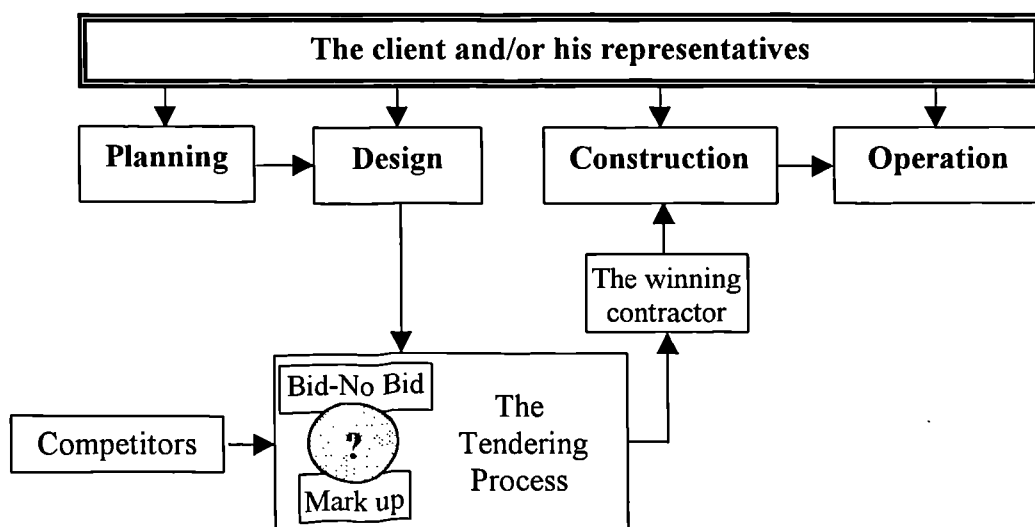 The client and/or his representatives
Planning
Design
Construction
Operation
The winning
contractor
Bid-No Bid
?
Mark up
The
Tendering
Process
Competitors